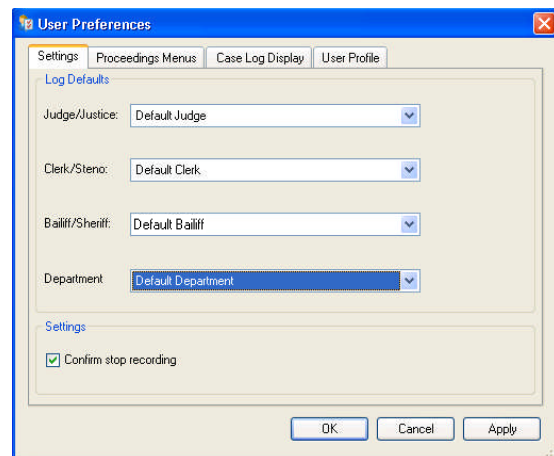 User Preferences
Settings Proceedings Menus Case Log Display User Profile
Log Defaults
Judge/Justice: Default Judge
Clerk/Steno: Default Clerk
Bailiff/Sheriff: Default Bailiff
Department Default Department
Settings
Confirm stop recording
OK Cancel Apply